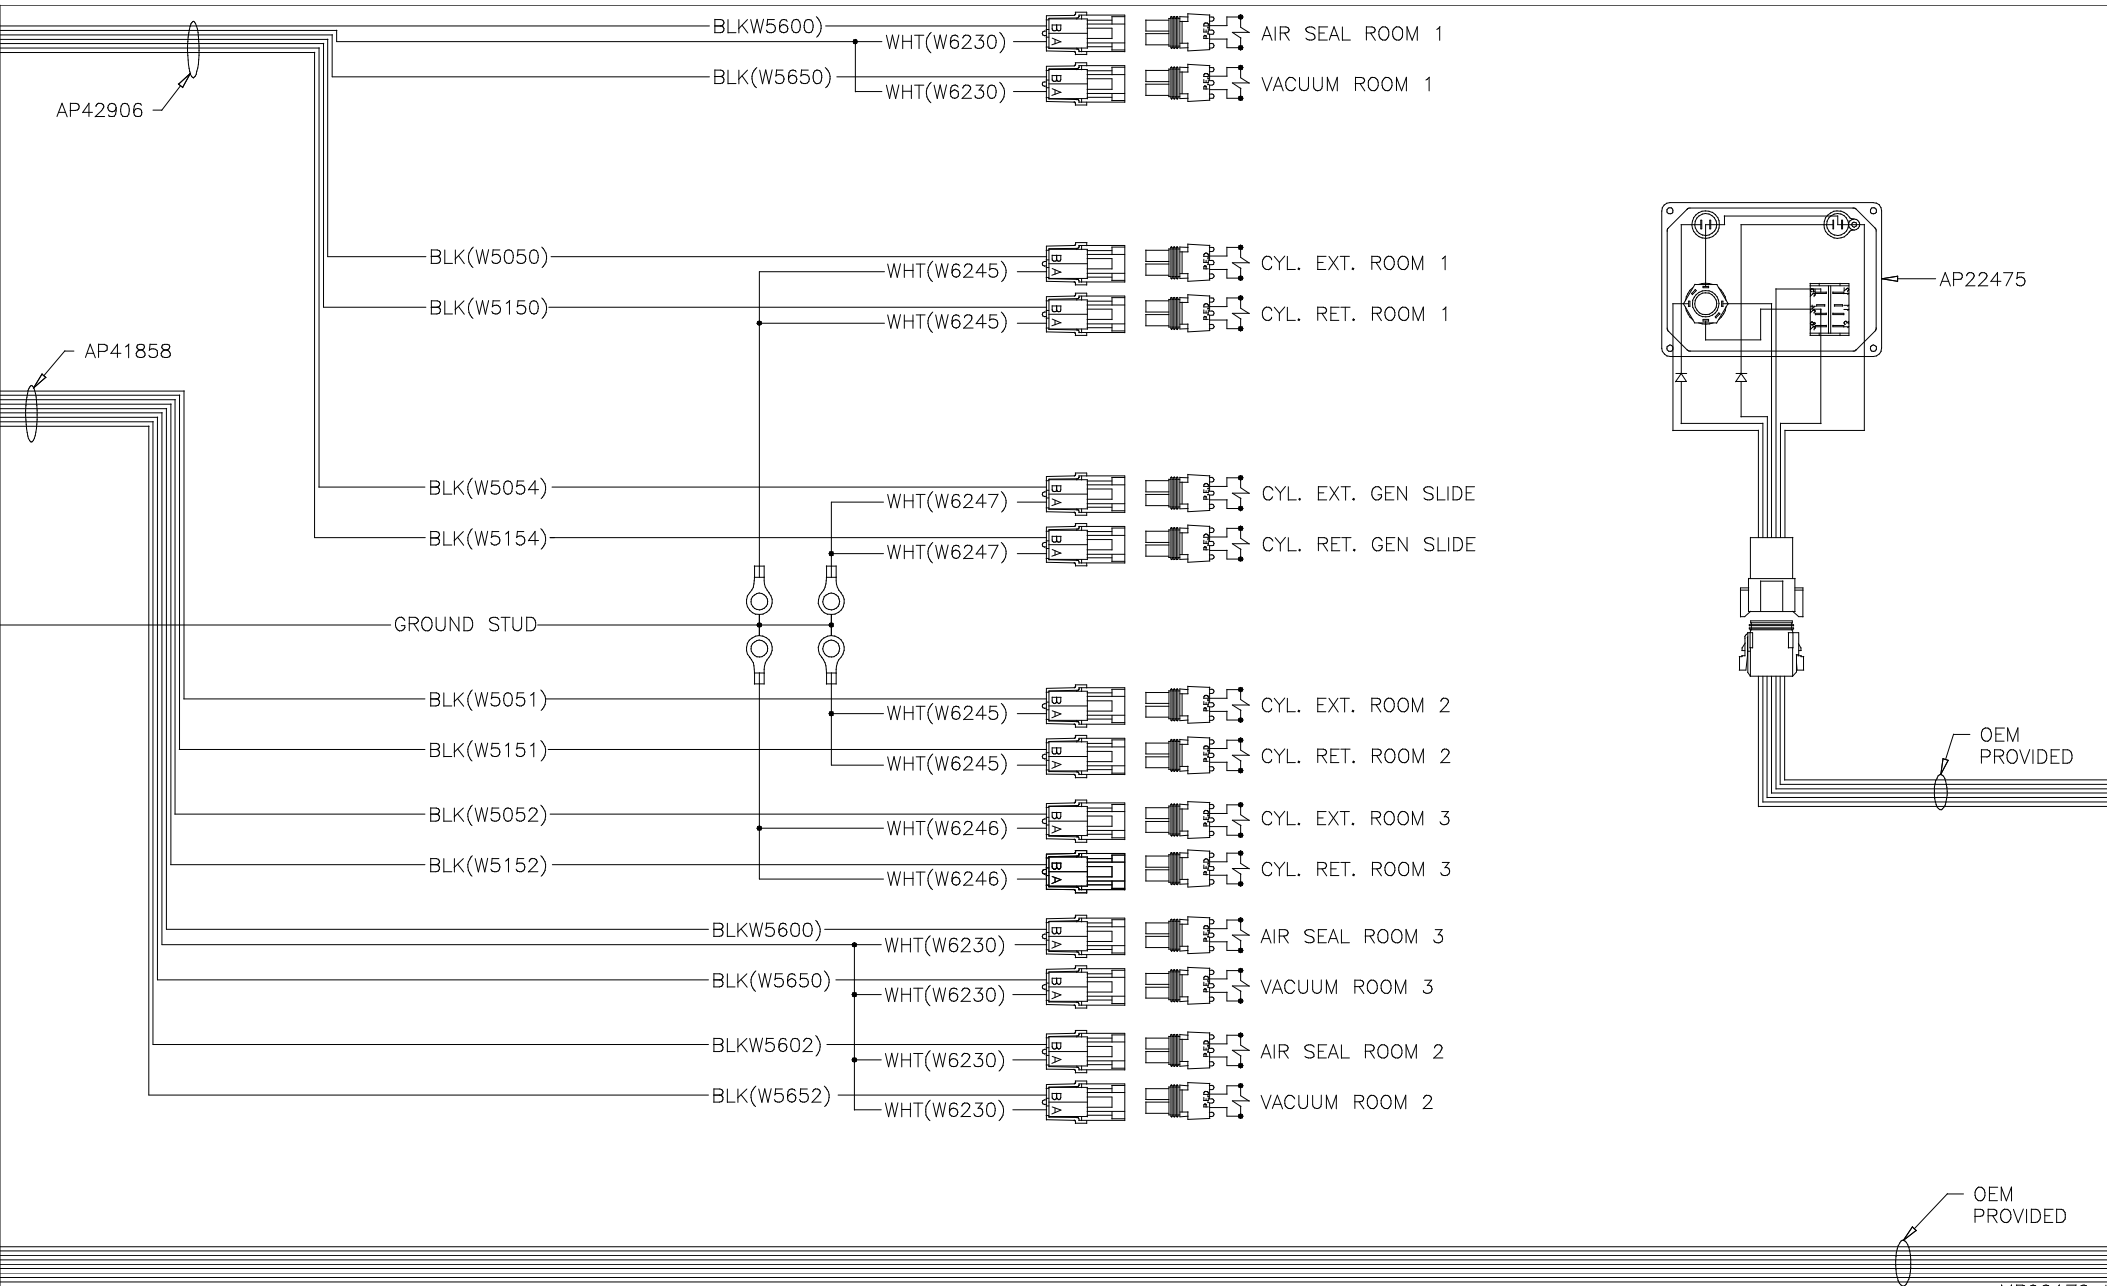 BLKW5600)
WHT(W6230)
AIR SEAL ROOM 1
BLK(W5650)
WHT(W6230)
VACUUM ROOM 1
AP42906
BLK(W5050)
WHT(W6245)
CYL. EXT. ROOM 1
AP22475
BLK(W5150)
WHT(W6245)
CYL. RET. ROOM 1
AP41858
BLK(W5054)
WHT(W6247)
CYL. EXT. GEN SLIDE
BLK(W5154)
WHT(W6247)
CYL. RET. GEN SLIDE
GROUND STUD
BLK(W5051)
WHT(W6245)
CYL. EXT. ROOM 2
BLK(W5151)
WHT(W6245)
CYL. RET. ROOM 2
OEM
PROVIDED
BLK(W5052)
WHT(W6246)
CYL. EXT. ROOM 3
BLK(W5152)
WHT(W6246)
CYL. RET. ROOM 3
BLKW5600)
WHT(W6230)
AIR SEAL ROOM 3
BLK(W5650)
WHT(W6230)
VACUUM ROOM 3
BLKW5602)
WHT(W6230)
AIR SEAL ROOM 2
BLK(W5652)
WHT(W6230)
VACUUM ROOM 2
OEM
PROVIDED